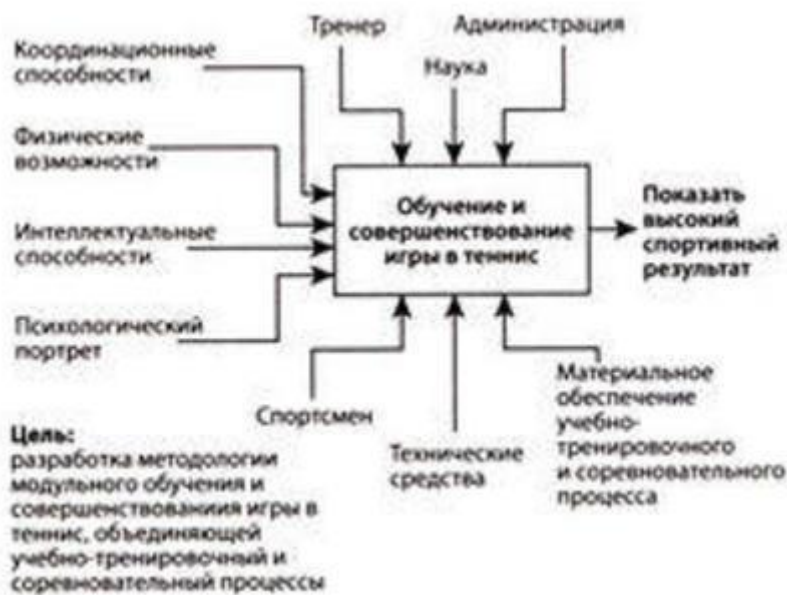 Тренер
Администрация
Наука
Координационные
способности
Физические
возможности
Интеллектуальные
способности
Психологический
портрет
Обучение и
совершенствование
игры в теннис
Показать
высокий
спортивный
результат
Спортсмен
Технические
средства
Материальное
обеспечение
учебно-
тренировочного
и соревновательного
процесса
Цель:
разработка методологии
модульного обучения и
совершенствованиия игры в
теннис, объединяющей
учебно-тренировочный и
соревновательный процессы